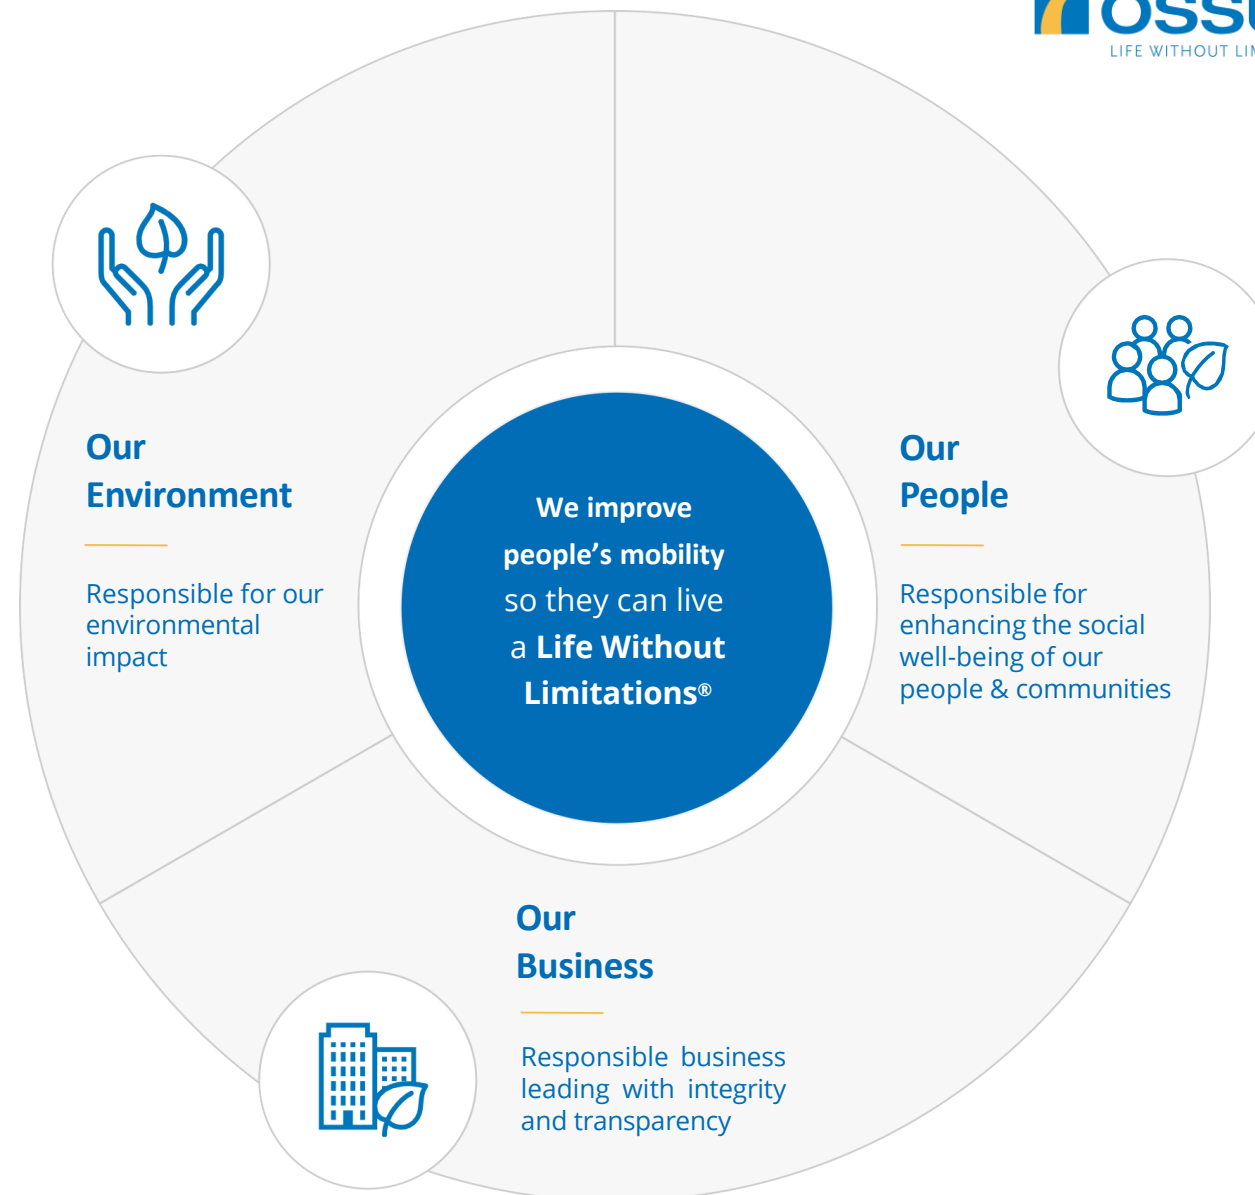 LIFE WITHOUT
Our
Environment
Responsible for our
environmental
impact
We improve
people’s mobility
so they can live
a Life Without
Limitations®
Our
People
Responsible for
enhancing the social
well-being of our
people & communities
Our
Business
Responsible business
leading with integrity
and transparency